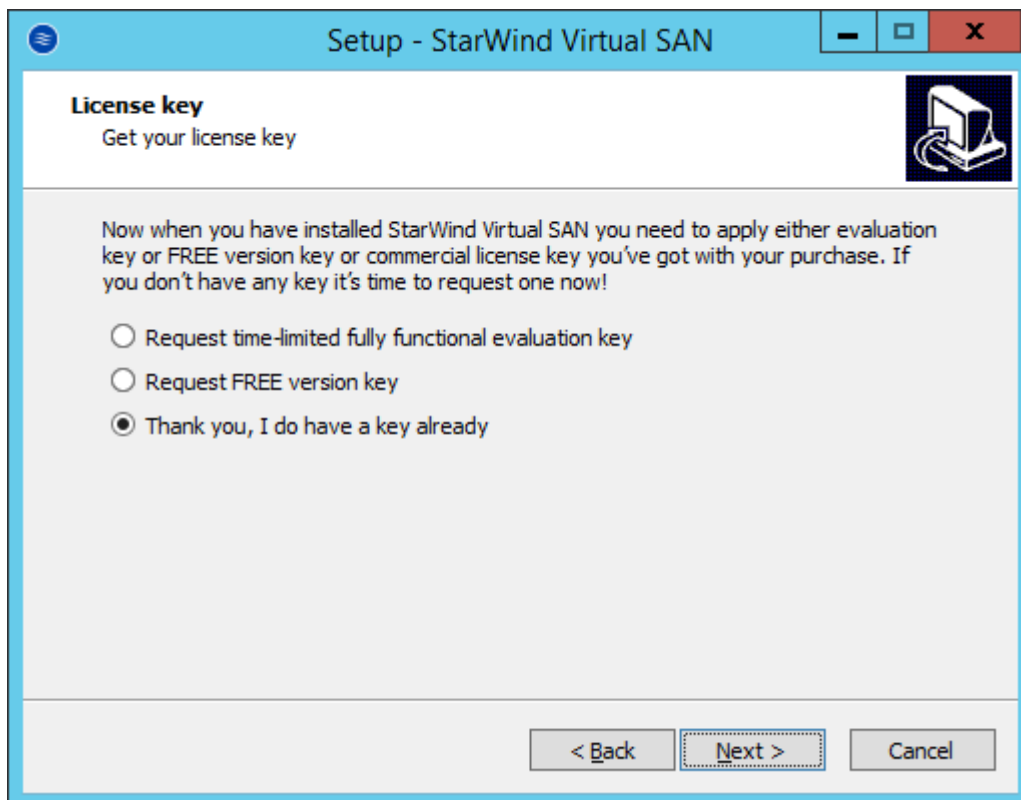 Setup - StarWind Virtual SAN
License key
Get your license key
Now when you have installed StarWind Virtual SAN you need to apply either evaluation
key or FREE version key or commercial license key you’ve got with your purchase. If
you don’t have any key it’s time to request one now!
Request time-limited fully functional evaluation key
Request FREE version key
Thank you, I do have a key already
< Back Next > Cancel